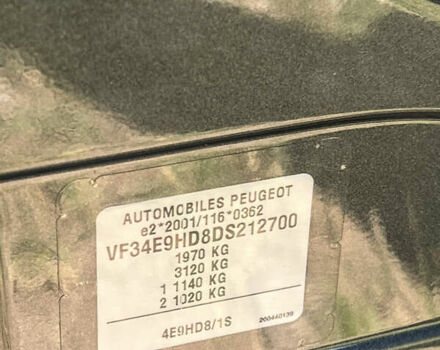 AUTOMOBILES PEUGEOT
e2*2001/116*0362
VF34E9HD8DS212700
1970 KG
3120 KG
1 1140 KG
2 1020 KG
4E9HD8/1S
200440139